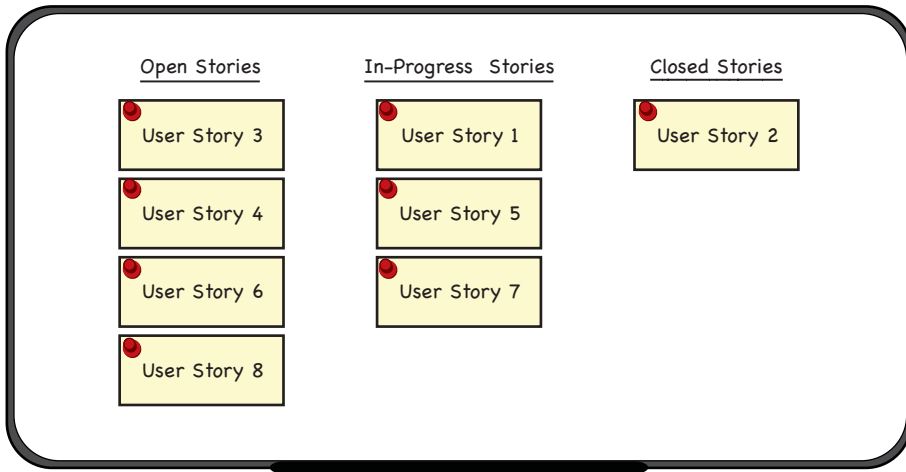 Open Stories
User Story 3
User Story 4
User Story 6
User Story 8
In-Progress Stories
User Story 1
User Story 5
User Story 7
Closed Stories
User Story 2